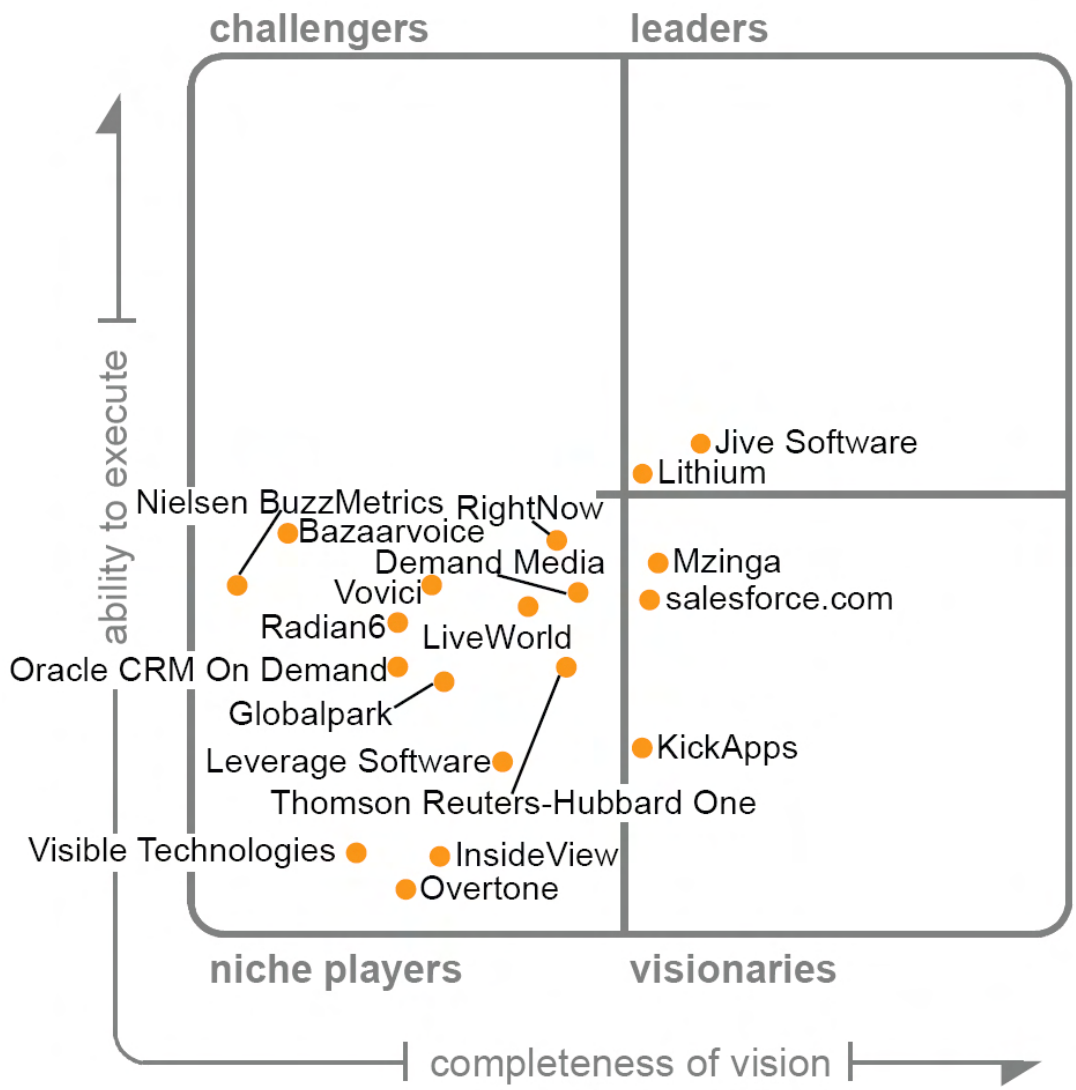 challengers
leaders
ability to execute
Jive Software
Lithium
Nielsen BuzzMetrics
RightNow
Bazaarvoice
Demand Media
Mzinga
Vovici
salesforce.com
Radian6
LiveWorld
Oracle CRM On Demand
Globalpark
KickApps
Leverage Software
Thomson Reuters-Hubbard One
Visible Technologies
InsideView
Overtone
niche players
visionaries
completeness of vision